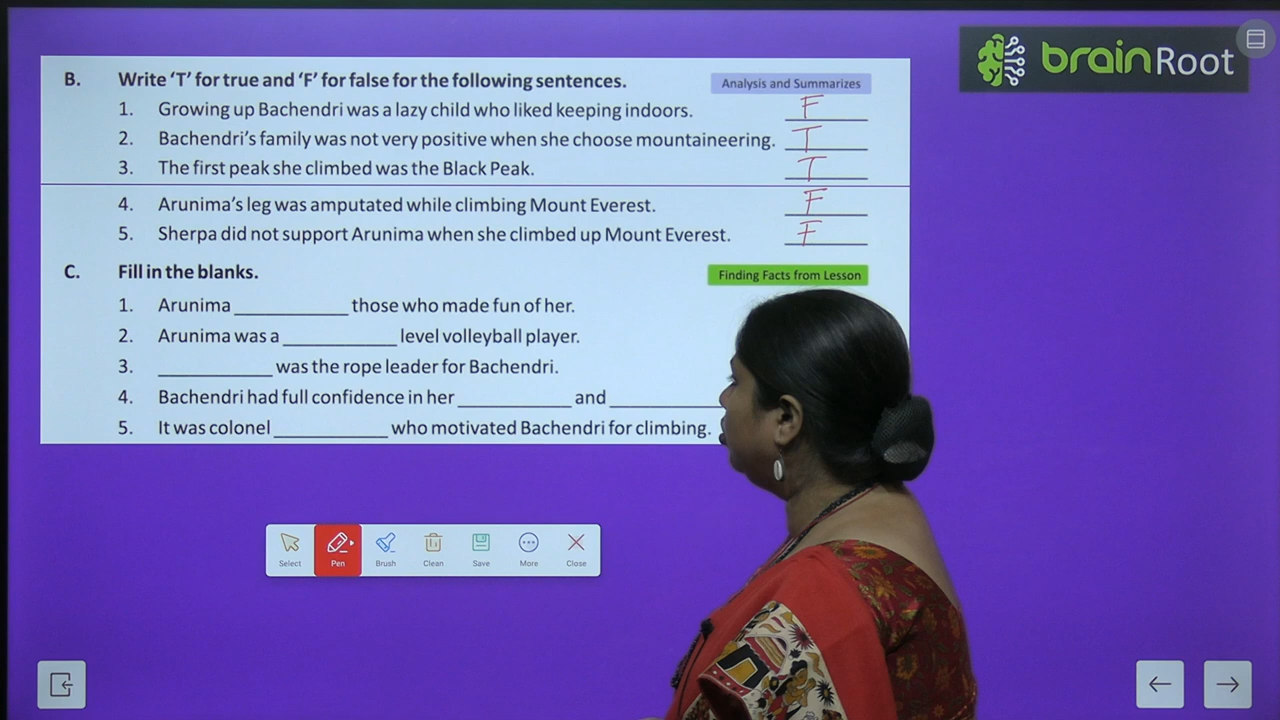 brainRoot
B. Write ‘T’ for true and ‘F’ for false for the following sentences. Analysis and Summarizes
1. Growing up Bachendri was a lazy child who liked keeping indoors. F
2. Bachendri’s family was not very positive when she choose mountaineering. T
3. The first peak she climbed was the Black Peak. T
4. Arunima’s leg was amputated while climbing Mount Everest. F
5. Sherpa did not support Arunima when she climbed up Mount Everest. F
C. Fill in the blanks. Finding Facts from Lesson
1. Arunima ____________ those who made fun of her.
2. Arunima was a ____________ level volleyball player.
3. ____________ was the rope leader for Bachendri.
4. Bachendri had full confidence in her ____________ and ____________
5. It was colonel ____________ who motivated Bachendri for climbing.
Select Pen Brush Clean Save More Close